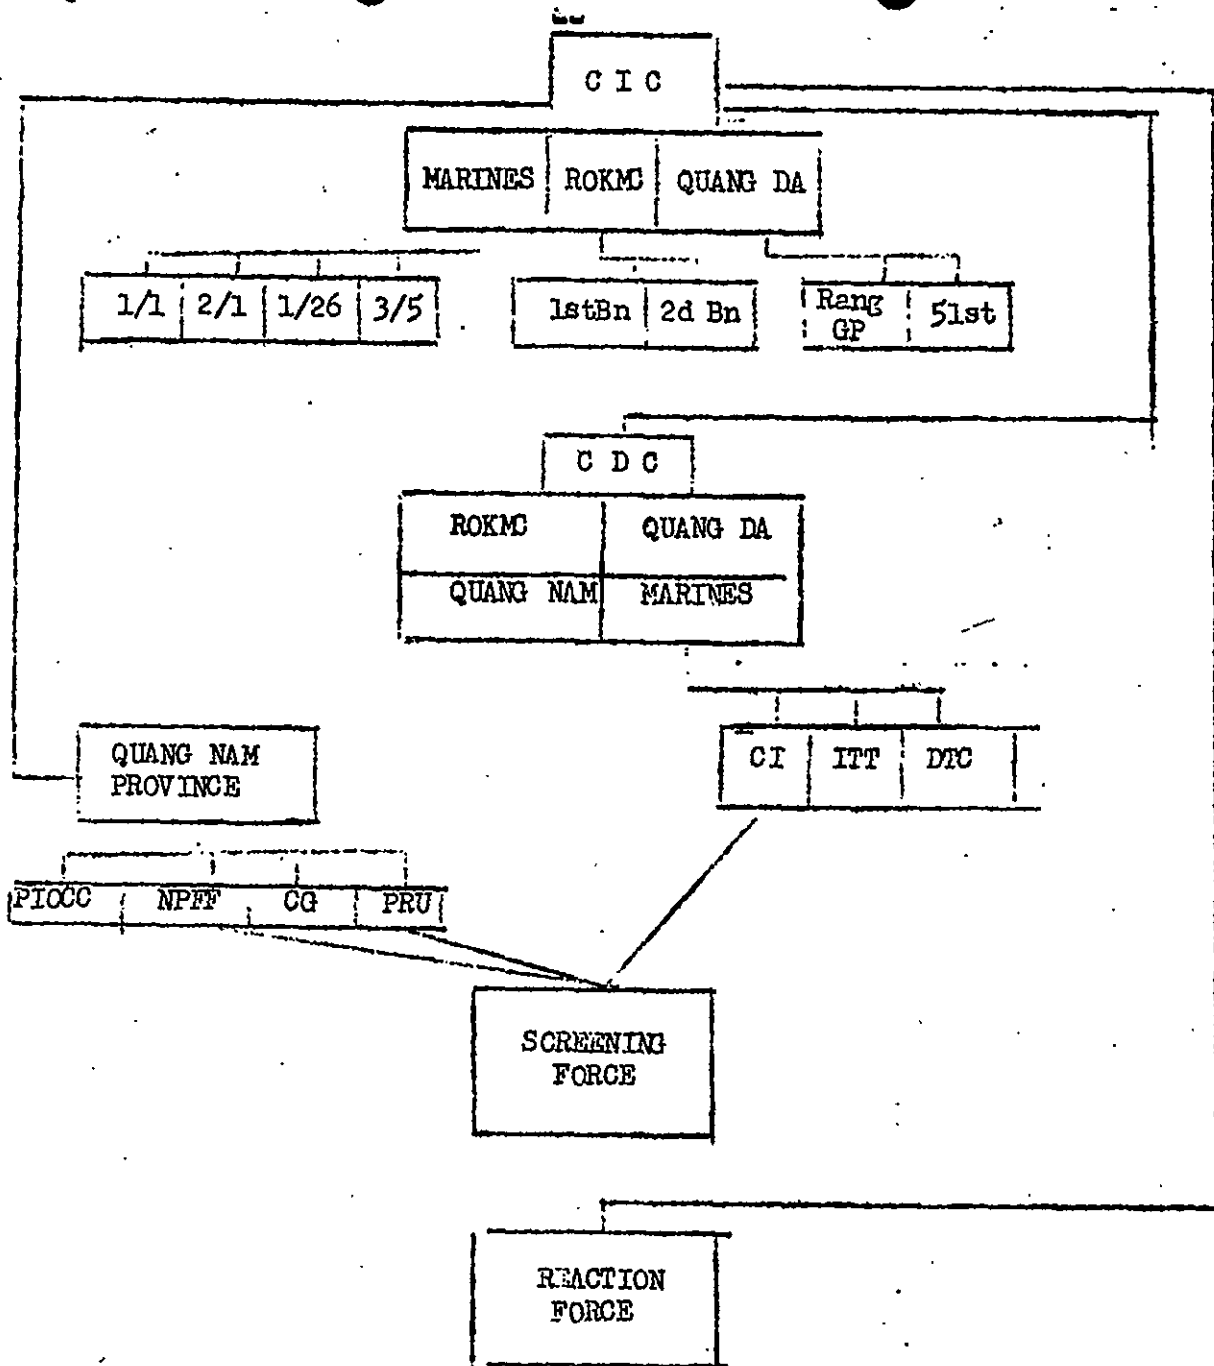 C I C
MARINES ROKMC QUANG DA
1/1 2/1 1/26 3/5 1stBn 2d Bn Rang GP 51st
C D C
ROKMC QUANG DA
QUANG NAM MARINES
QUANG NAM
PROVINCE
CI ITT DTC
PIOCC NPFF CG PRU
SCREENING
FORCE
REACTION
FORCE